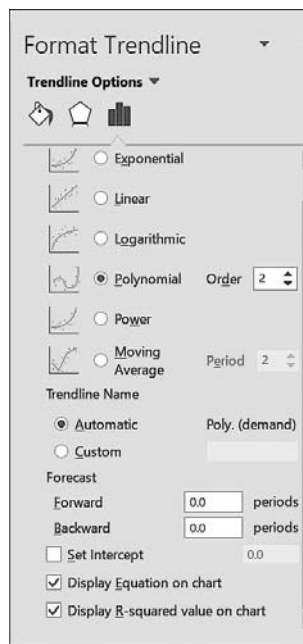 Format Trendline
Trendline Options
Exponential
Linear
Logarithmic
Polynomial Order 2
Power
Moving
Average Period 2
Trendline Name
Automatic Poly. (demand)
Custom
Forecast
Forward 0.0 periods
Backward 0.0 periods
Set Intercept 0.0
Display Equation on chart
Display R-squared value on chart